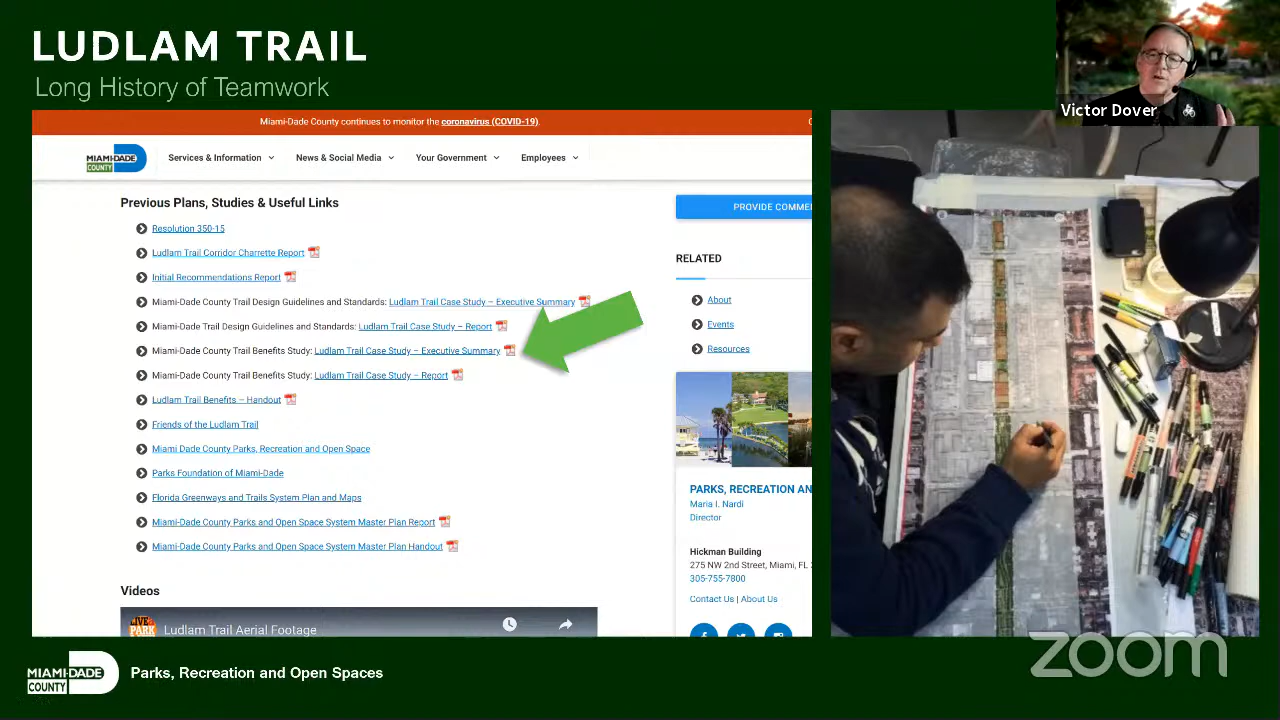 LUDLAM TRAIL
Long History of Teamwork
Victor Dover
Miami-Dade County continues to monitor the coronavirus (COVID-19).
MIAMI-DADE
COUNTY
Services & Information
News & Social Media
Your Government
Employees
Previous Plans, Studies & Useful Links
Resolution 350-15
Ludlam Trail Corridor Charrette Report
Initial Recommendations Report
Miami-Dade County Trail Design Guidelines and Standards: Ludlam Trail Case Study – Executive Summary
Miami-Dade Trail Design Guidelines and Standards: Ludlam Trail Case Study – Report
Miami-Dade County Trail Benefits Study: Ludlam Trail Case Study – Executive Summary
Miami-Dade County Trail Benefits Study: Ludlam Trail Case Study – Report
Ludlam Trail Benefits – Handout
Friends of the Ludlam Trail
Miami Dade County Parks, Recreation and Open Space
Parks Foundation of Miami-Dade
Florida Greenways and Trails System Plan and Maps
Miami-Dade County Parks and Open Space System Master Plan Report
Miami-Dade County Parks and Open Space System Master Plan Handout
Videos
Ludlam Trail Aerial Footage
PROVIDE COMME
RELATED
About
Events
Resources
PARKS, RECREATION AN
Maria I. Nardi
Director
Hickman Building
275 NW 2nd Street, Miami, FL
305-755-7800
Contact Us | About Us
MIAMI-DADE
COUNTY
Parks, Recreation and Open Spaces
zoom